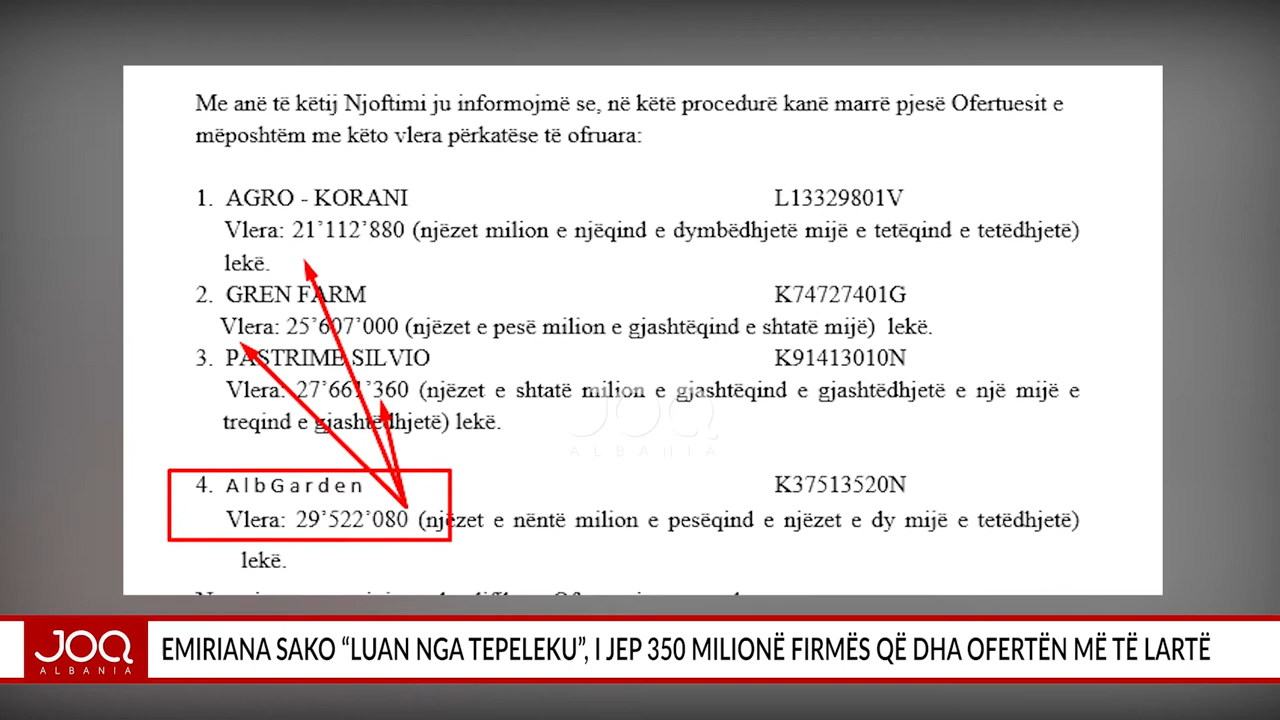 Me anë të këtij Njoftimi ju informojmë se, në këtë procedurë kanë marrë pjesë Ofertuesit e
mëposhtëm me këto vlera përkatëse të ofruara:
1. AGRO - KORANI L13329801V
Vlera: 21’112’880 (njëzet milion e njëqind e dymbëdhjetë mijë e tetëqind e tetëdhjetë)
lekë.
2. GREN FARM K74727401G
Vlera: 25’607’000 (njëzet e pesë milion e gjashtëqind e shtatë mijë) lekë.
3. PASTRIME SILVIO K91413010N
Vlera: 27’661’360 (njëzet e shtatë milion e gjashtëqind e gjashtëdhjetë e një mijë e
treqind e gjashtëdhjetë) lekë.
JOQ
ALBANIA
4. AlbGarden K37513520N
Vlera: 29’522’080 (njëzet e nëntë milion e pesëqind e njëzet e dy mijë e tetëdhjetë)
lekë.
JOQ
ALBANIA
EMIRIANA SAKO “LUAN NGA TEPELEKU”, I JEP 350 MILIONË FIRMËS QË DHA OFERTËN MË TË LARTË